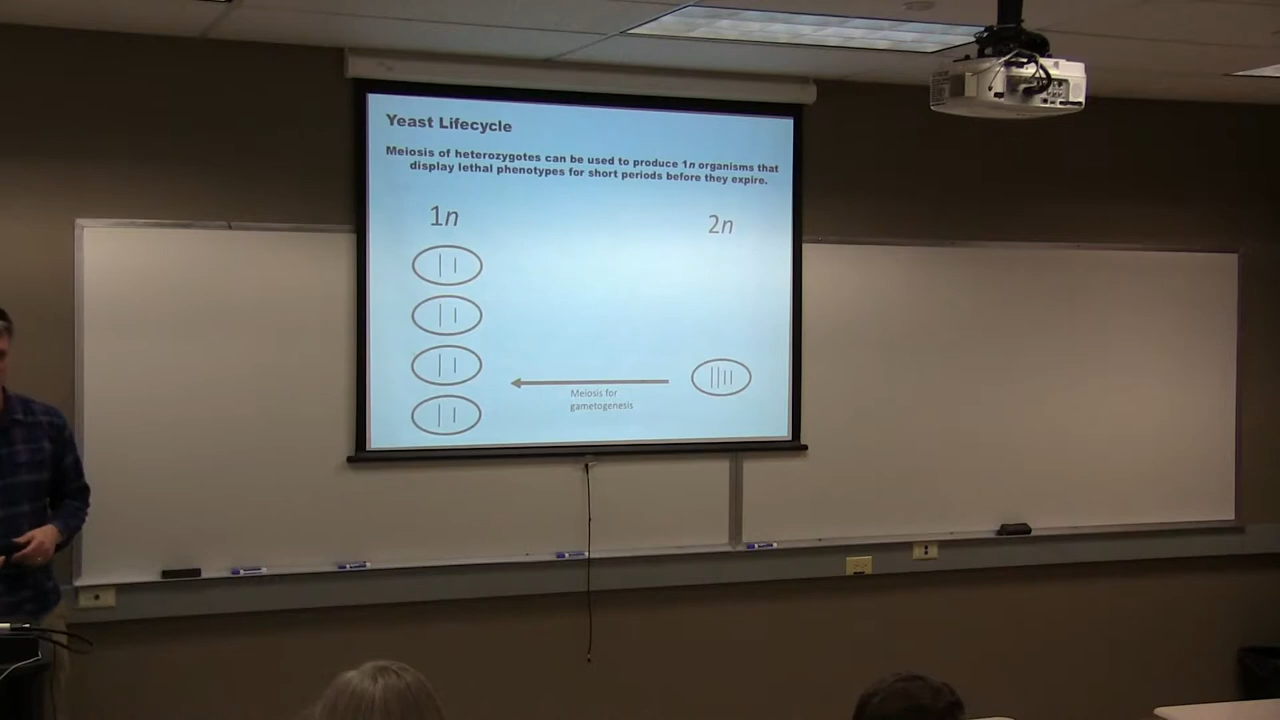 Yeast Lifecycle
Meiosis of heterozygotes can be used to produce 1n organisms that
display lethal phenotypes for short periods before they expire.
1n
2n
Meiosis for
gametogenesis